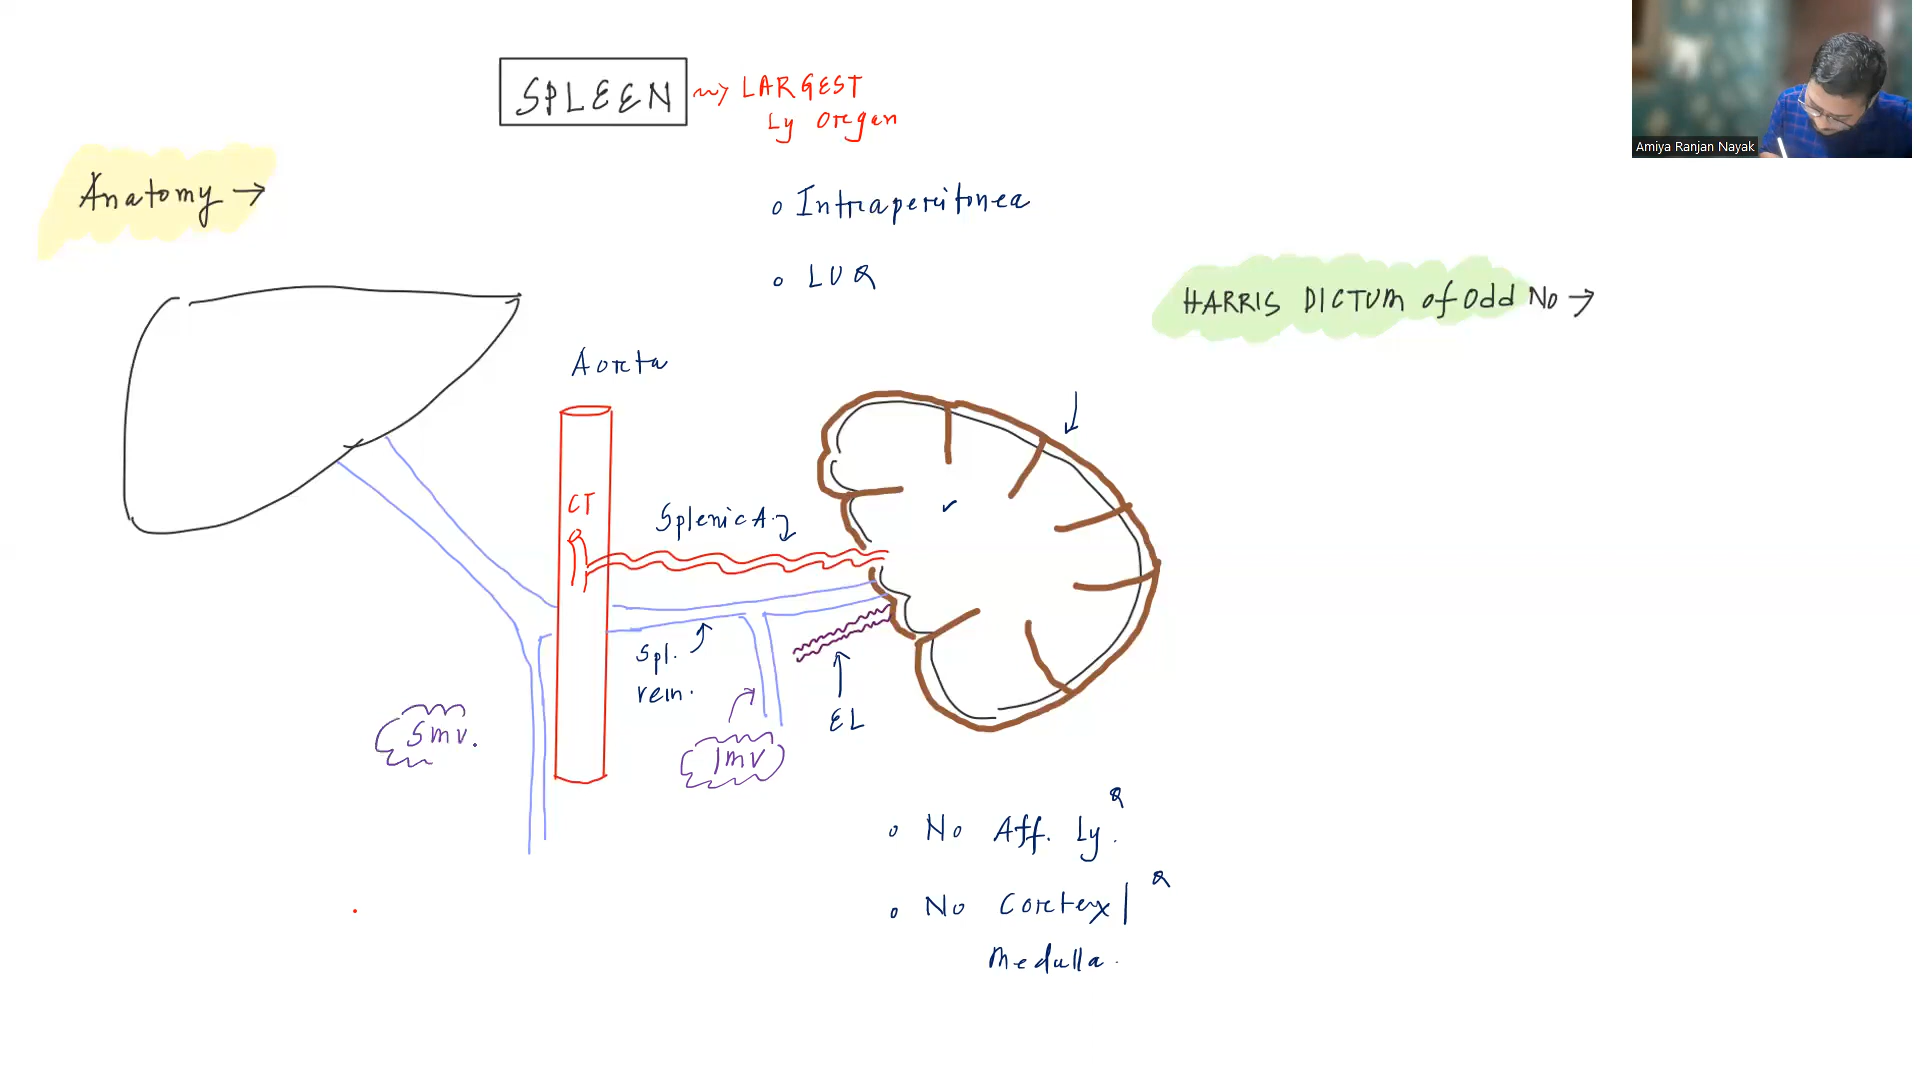 SPLEEN → LARGEST
Ly Organ
Anatomy →
o Intraperitonea
o LUQ
HARRIS DICTUM of Odd No →
Aorta
CT
Splenic A.
Spl.
vein.
EL
Smv.
Imv
o No Aff. Ly.
o No Cortex/
Medulla.
Amiya Ranjan Nayak